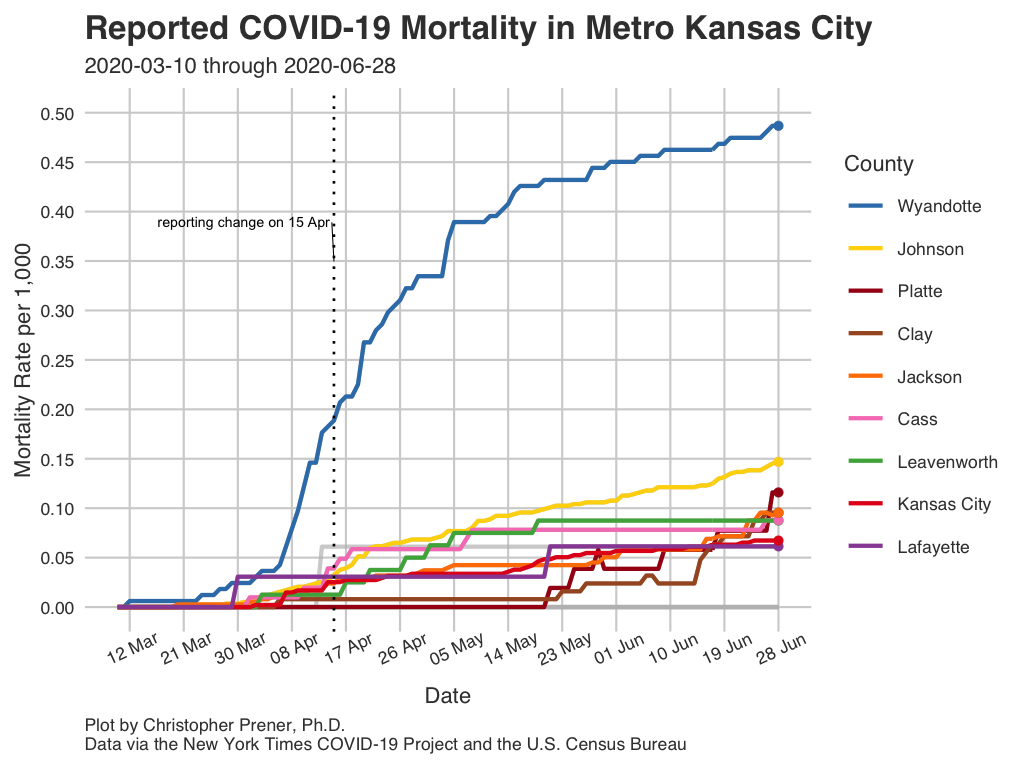 Reported COVID-19 Mortality in Metro Kansas City
2020-03-10 through 2020-06-28
Mortality Rate per 1,000
0.50
0.45
0.40
0.35
0.30
0.25
0.20
0.15
0.10
0.05
0.00
reporting change on 15 Apr
12 Mar
21 Mar
30 Mar
08 Apr
17 Apr
26 Apr
05 May
14 May
23 May
01 Jun
10 Jun
19 Jun
28 Jun
Date
County
Wyandotte
Johnson
Platte
Clay
Jackson
Cass
Leavenworth
Kansas City
Lafayette
Plot by Christopher Prener, Ph.D.
Data via the New York Times COVID-19 Project and the U.S. Census Bureau